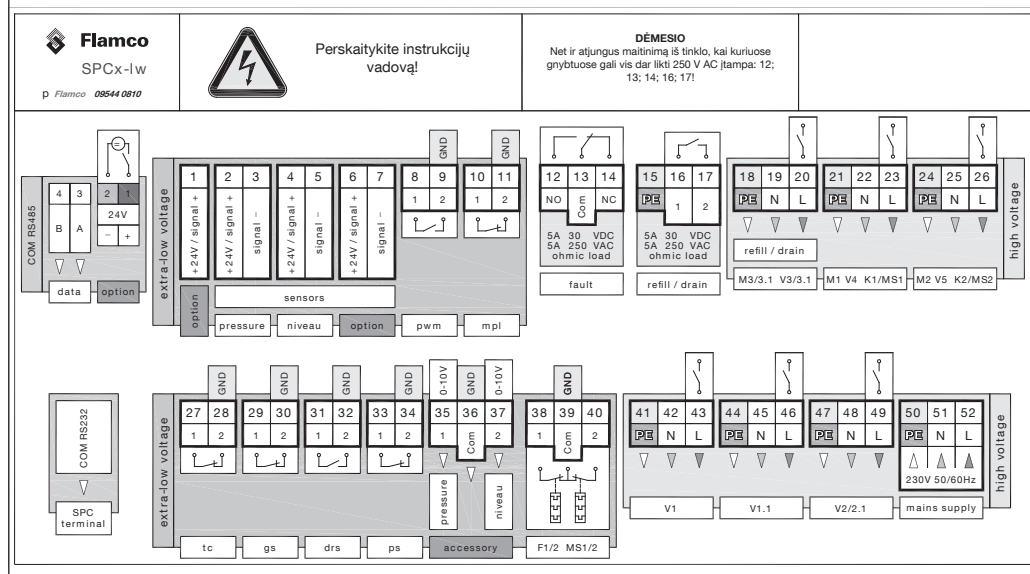 Flamco
SPCx-lw
p Flamco 09544 0810
Perskaitykite instrukcijų
vadovą!
DĖMESIO
Net ir atjungus maitinimą iš tinklo, kai kuriuose
gnybtuose gali vis dar likti 250 V AC įtampa: 12;
13; 14; 16; 17!
COM RS485
4 3 2 1
B A 24V
– +
data option
extra-low voltage
GND GND
1 2 3 4 5 6 7 8 9 10 11
+24V / signal +
+24V / signal +
signal –
+24V / signal +
signal –
+24V / signal +
signal –
1 2 1 2
option
sensors
pressure niveau option pwm mpl
12 13 14
NO Com NC
5A 30 VDC
5A 250 VAC
ohmic load
fault
15 16 17
PE 1 2
5A 30 VDC
5A 250 VAC
ohmic load
refill / drain
18 19 20 21 22 23 24 25 26
PE N L PE N L PE N L
refill / drain
M3/3.1 V3/3.1 M1 V4 K1/MS1 M2 V5 K2/MS2
high voltage
COM RS232
SPC
terminal
extra-low voltage
GND GND GND GND 0-10V GND 0-10V GND
27 28 29 30 31 32 33 34 35 36 37 38 39 40
1 2 1 2 1 2 1 2 1 Com 2 1 Com 2
pressure niveau
tc gs drs ps accessory F1/2 MS1/2
41 42 43 44 45 46 47 48 49 50 51 52
PE N L PE N L PE N L PE N L
230V 50/60Hz
V1 V1.1 V2/2.1 mains supply
high voltage